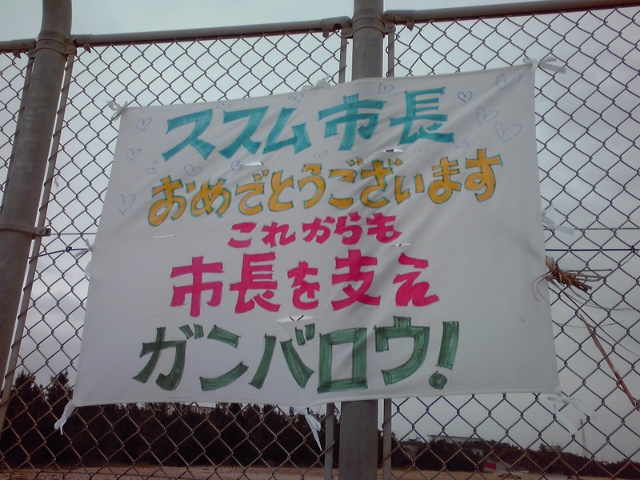 ススム市長
おめでとうございます
これからも
市長を支え
ガンバロウ!